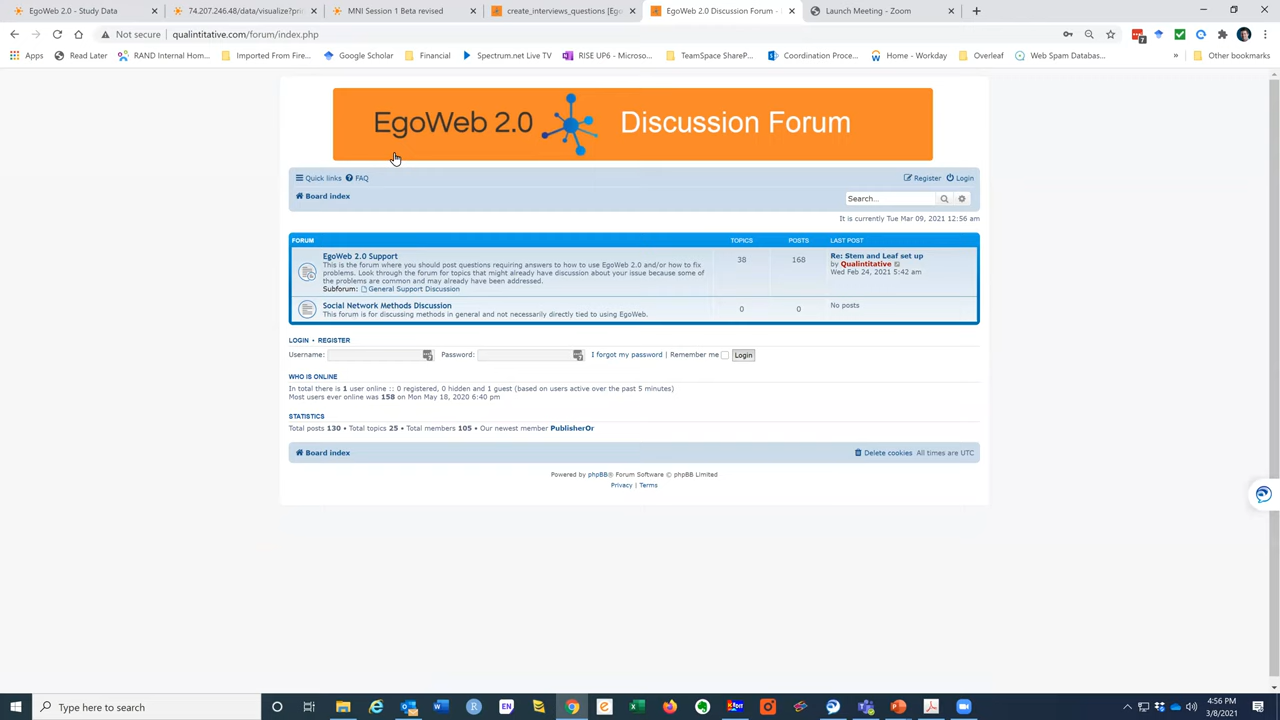 EgoWeb 2.0 - Study Data
74.207.246.48/data/visualize?pri
MNI Session 1 Beta revised
create_interviews_questions [Eg
EgoWeb 2.0 Discussion Forum -
Launch Meeting - Zoom
Not secure | qualintitative.com/forum/index.php
Apps
Read Later
RAND Internal Hom...
Imported From Fire...
Google Scholar
Financial
Spectrum.net Live TV
RISE UP6 - Microso...
TeamSpace ShareP...
Coordination Proce...
Home - Workday
Overleaf
Web Spam Databas...
»
Other bookmarks
EgoWeb 2.0 Discussion Forum
Quick links FAQ
Register Login
Board index
Search...
It is currently Tue Mar 09, 2021 12:56 am
FORUM TOPICS POSTS LAST POST
EgoWeb 2.0 Support
This is the forum where you should post questions requiring answers to how to use EgoWeb 2.0 and/or how to fix
problems. Look through the forum for topics that might already have discussion about your issue because some of
the problems are common and may already have been addressed.
Subforum: General Support Discussion
38
168
Re: Stem and Leaf set up
by Qualintitative
Wed Feb 24, 2021 5:42 am
Social Network Methods Discussion
This forum is for discussing methods in general and not necessarily directly tied to using EgoWeb.
0
0
No posts
LOGIN • REGISTER
Username: Password: I forgot my password | Remember me Login
WHO IS ONLINE
In total there is 1 user online :: 0 registered, 0 hidden and 1 guest (based on users active over the past 5 minutes)
Most users ever online was 158 on Mon May 18, 2020 6:40 pm
STATISTICS
Total posts 130 • Total topics 25 • Total members 105 • Our newest member PublisherOr
Board index
Delete cookies All times are UTC
Powered by phpBB® Forum Software © phpBB Limited
Privacy | Terms
Type here to search
4:56 PM
3/8/2021